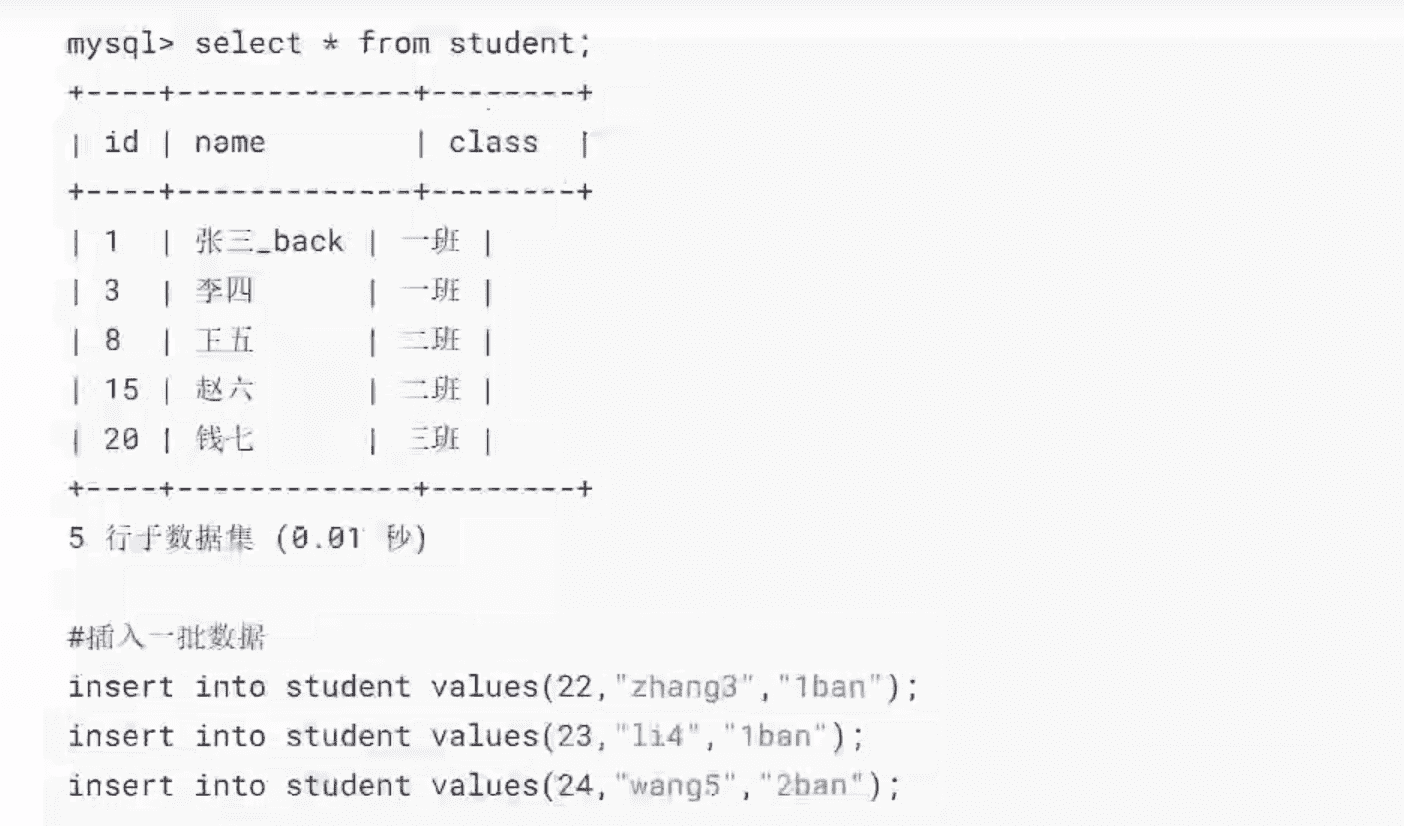 mysql> select * from student;
+----+-------------+--------+
| id | name        | class  |
+----+-------------+--------+
| 1  | 张三_back | 一班 |
| 3  | 李四      | 一班 |
| 8  | 王五      | 二班 |
| 15 | 赵六      | 二班 |
| 20 | 钱七      | 三班 |
+----+-------------+--------+
5 行于数据集 (0.01 秒)
#插入一批数据
insert into student values(22,"zhang3","1ban");
insert into student values(23,"li4","1ban");
insert into student values(24,"wang5","2ban");